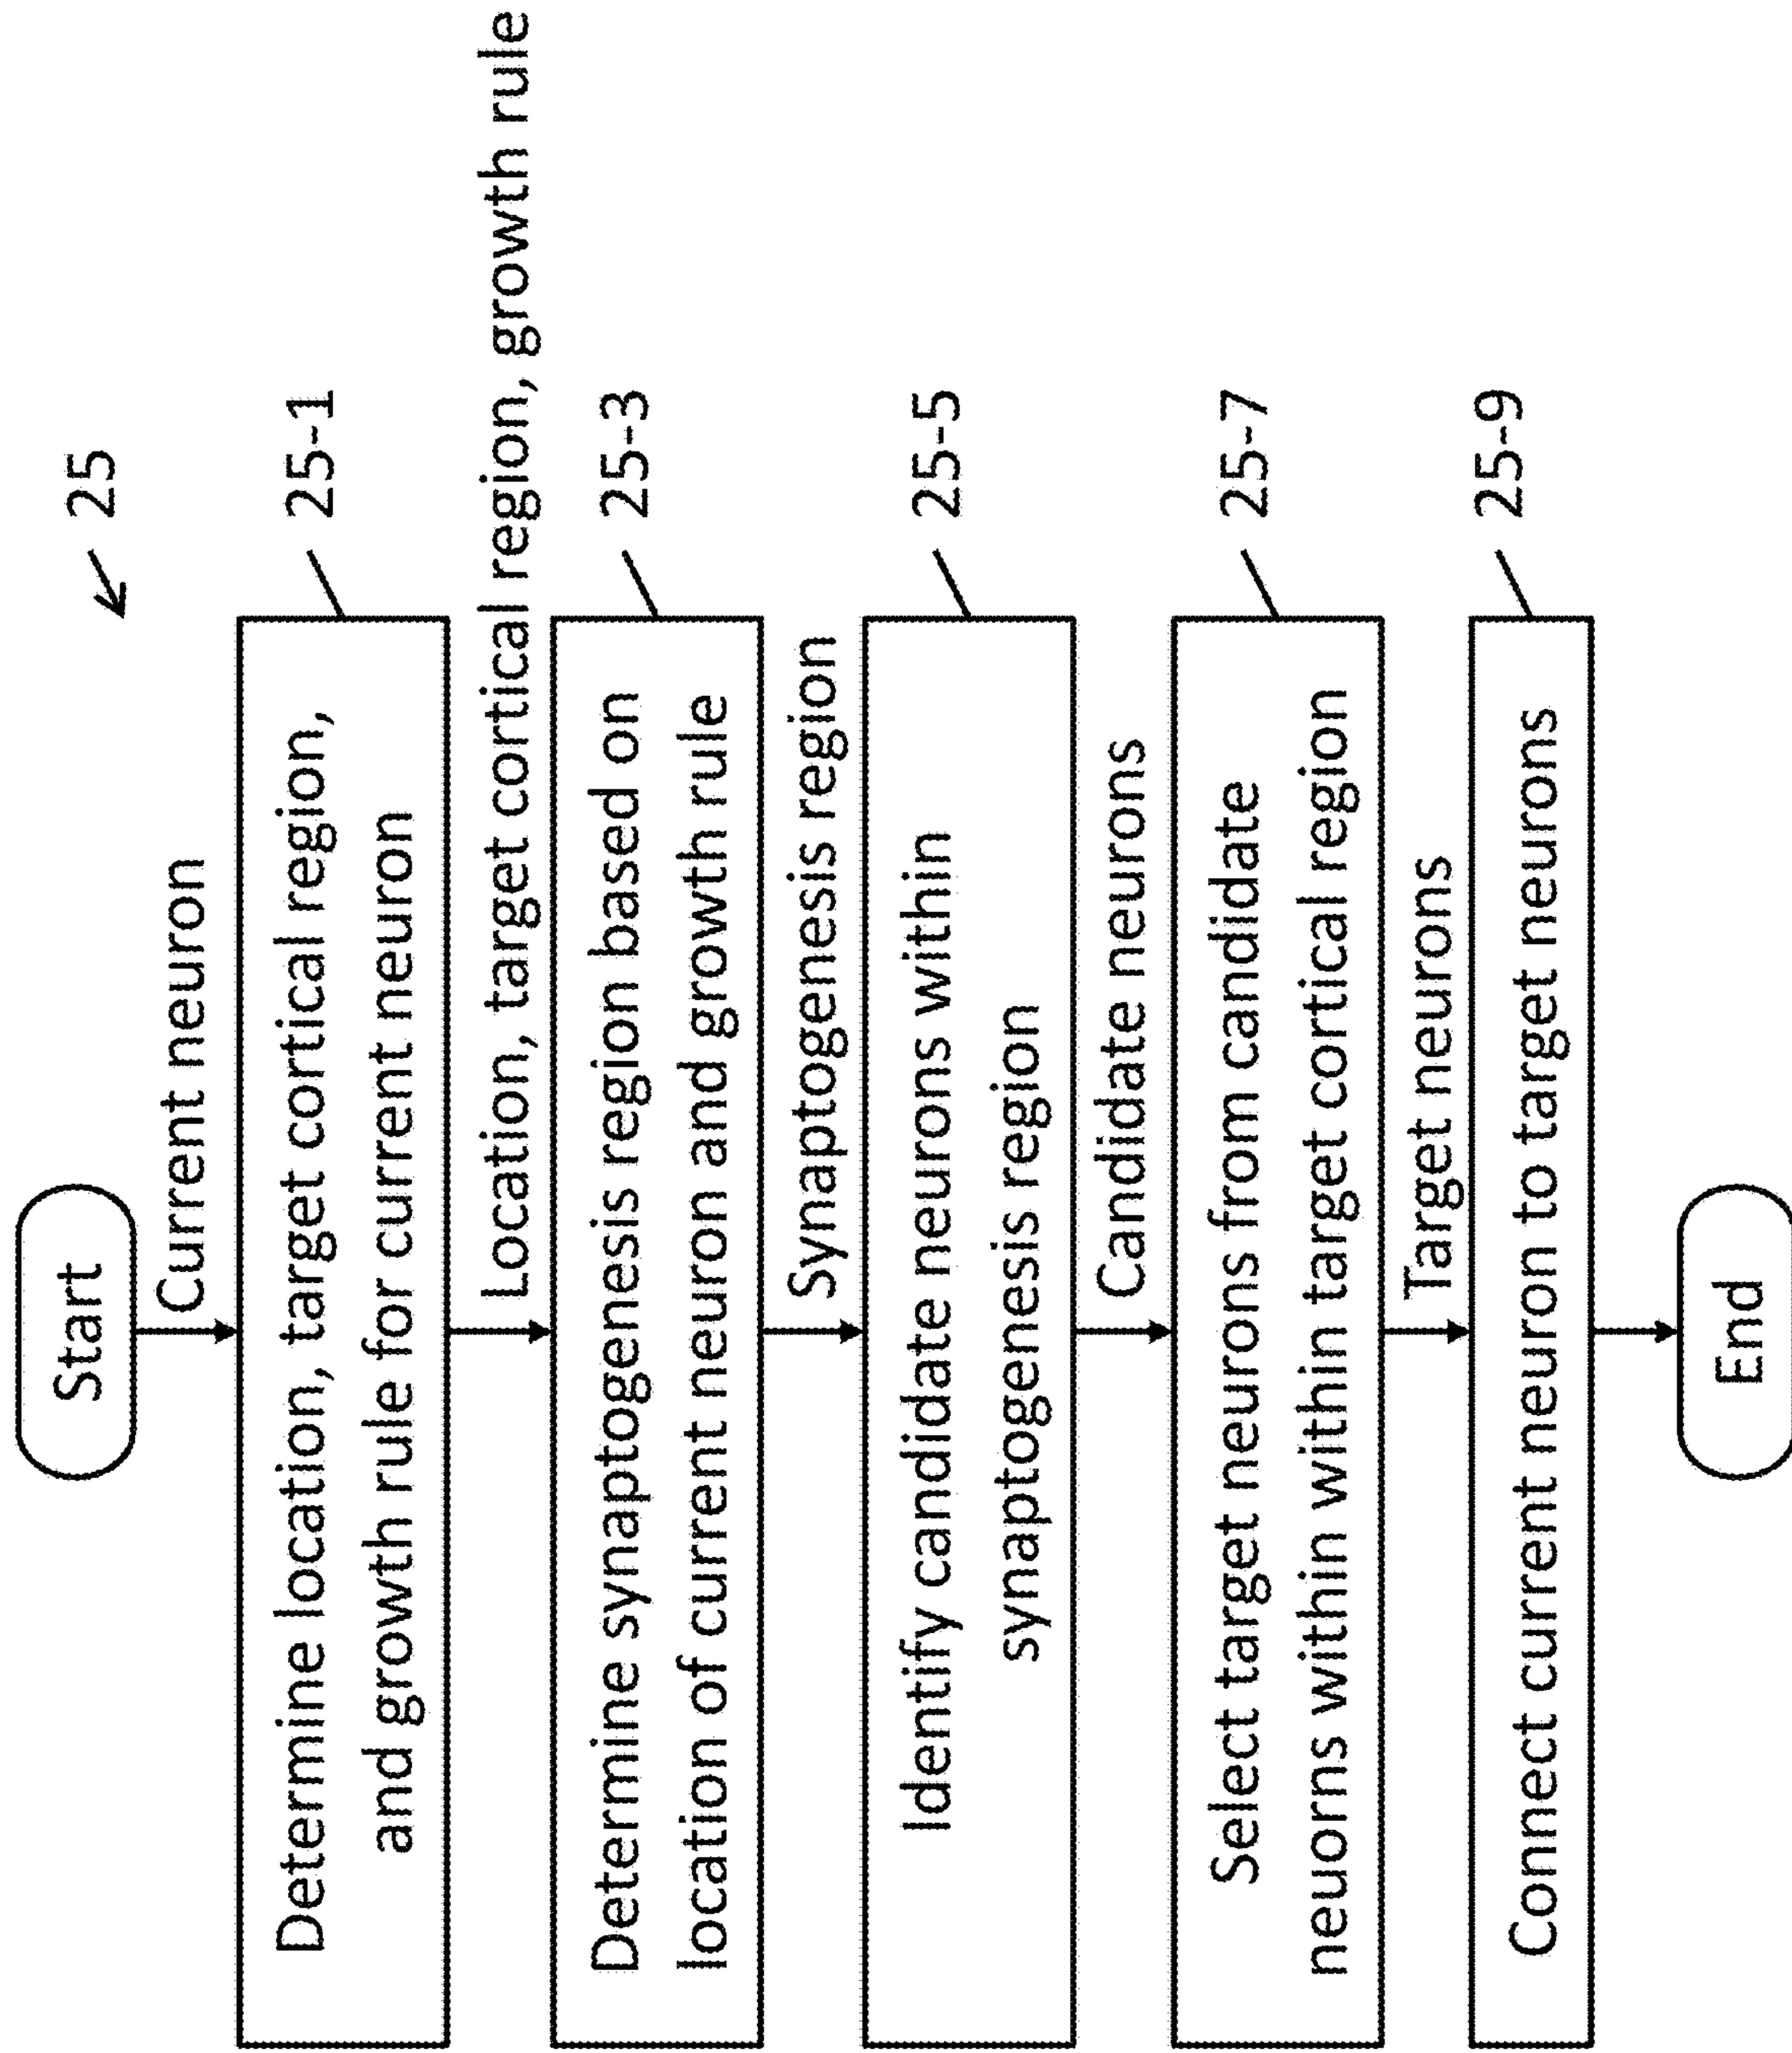 25
Start
Current neuron
25-1
Determine location, target cortical region,
and growth rule for current neuron
Location, target cortical region, growth rule
25-3
Determine synaptogenesis region based on
location of current neuron and growth rule
Synaptogenesis region
25-5
Identify candidate neurons within
synaptogenesis region
Candidate neurons
25-7
Select target neurons from candidate
neuorns within within target cortical region
Target neurons
25-9
Connect current neuron to target neurons
End